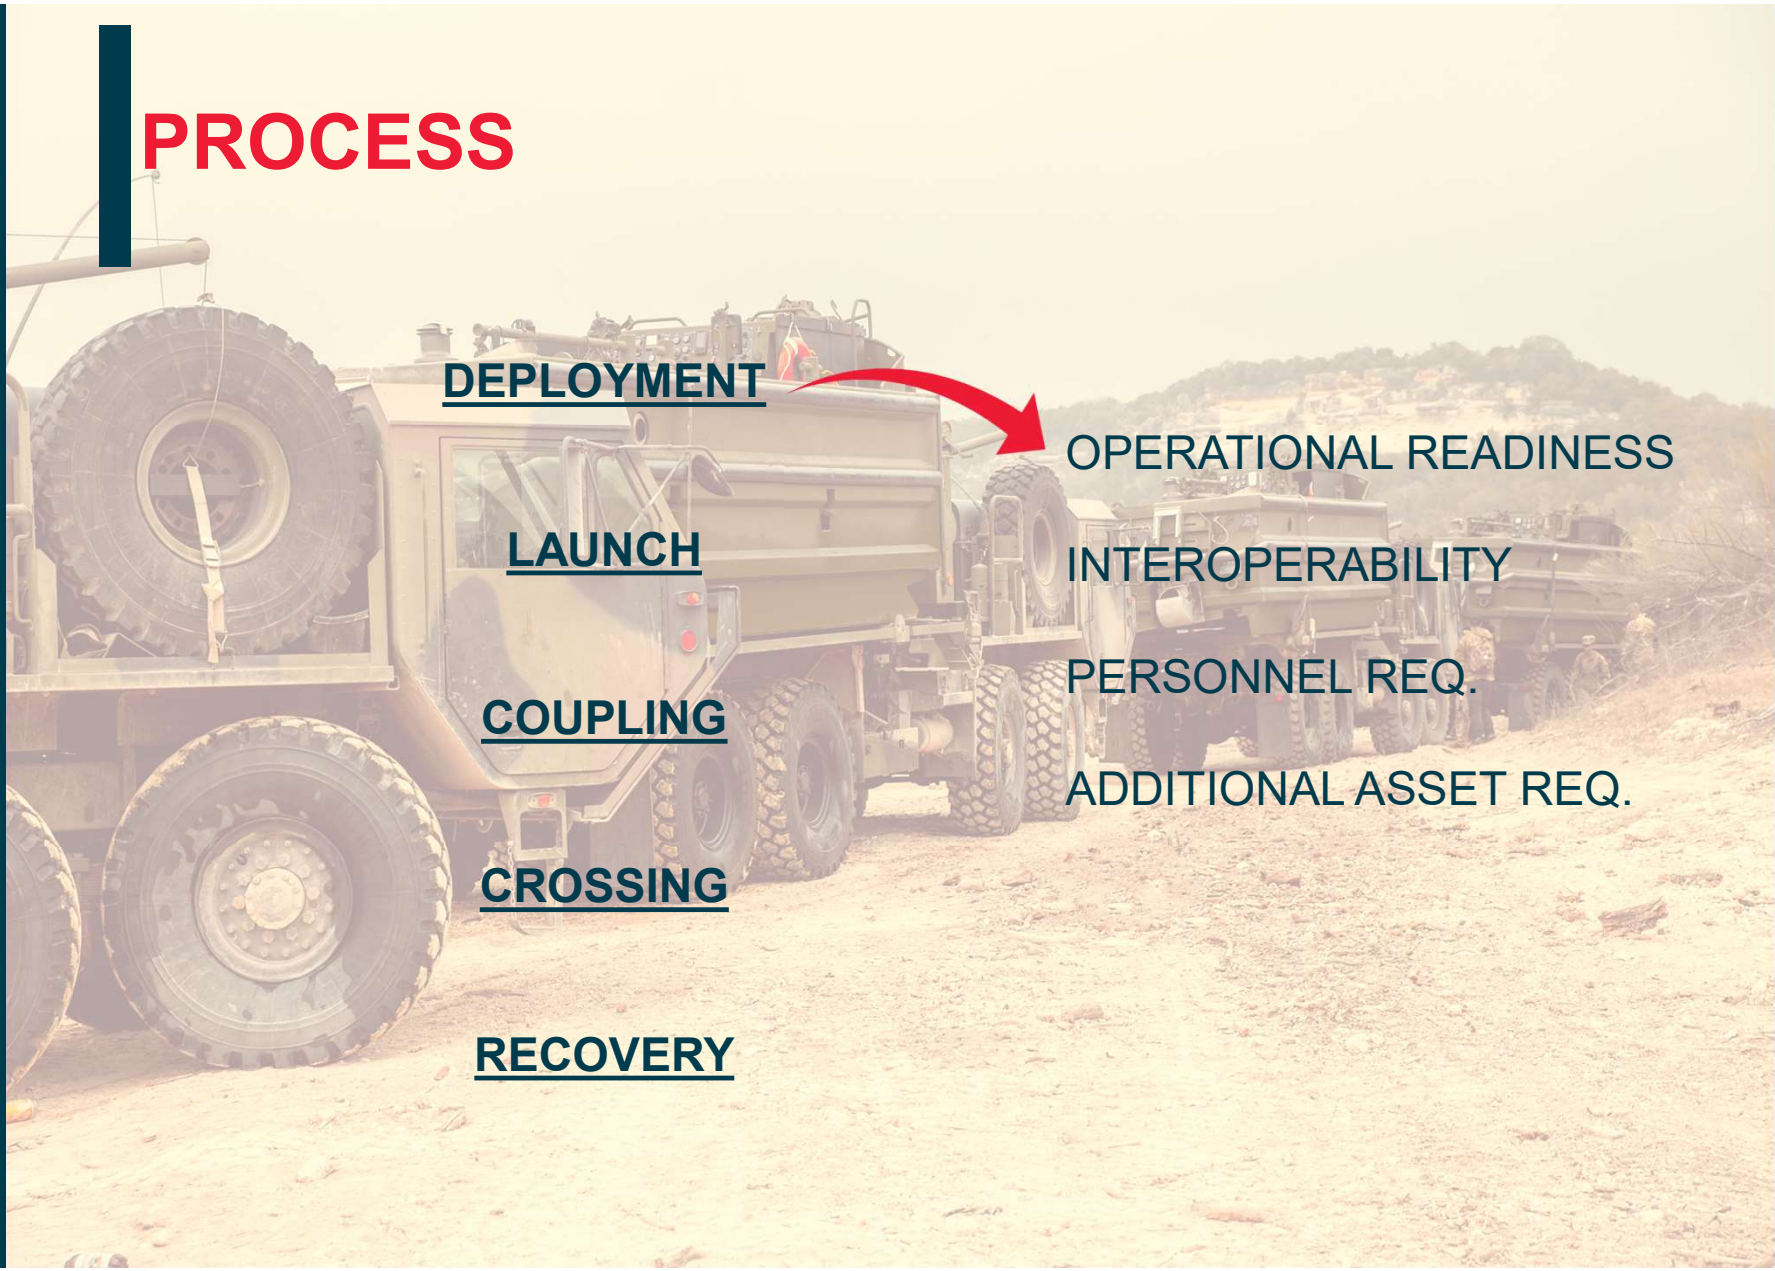 PROCESS
DEPLOYMENT
LAUNCH
COUPLING
CROSSING
RECOVERY
OPERATIONAL READINESS
INTEROPERABILITY
PERSONNEL REQ.
ADDITIONAL ASSET REQ.